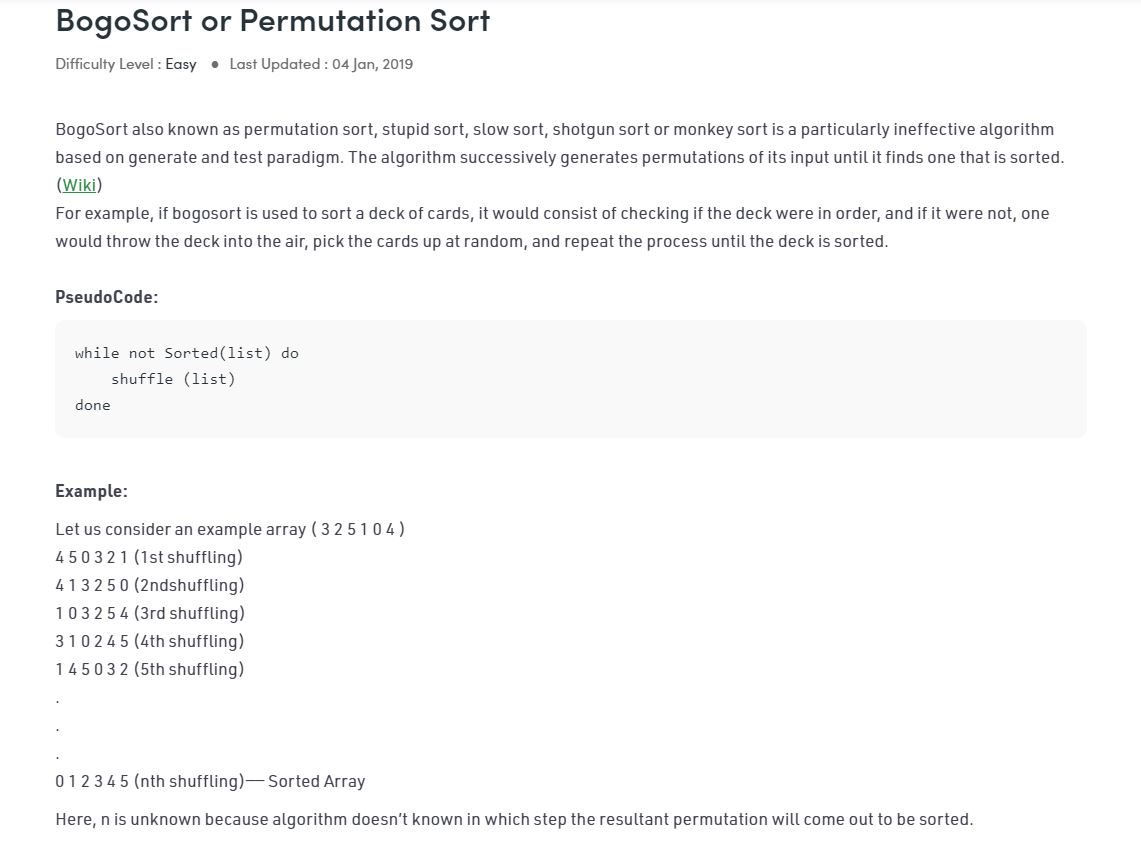 BogoSort or Permutation Sort
Difficulty Level : Easy ● Last Updated : 04 Jan, 2019
BogoSort also known as permutation sort, stupid sort, slow sort, shotgun sort or monkey sort is a particularly ineffective algorithm
based on generate and test paradigm. The algorithm successively generates permutations of its input until it finds one that is sorted.
(Wiki)
For example, if bogosort is used to sort a deck of cards, it would consist of checking if the deck were in order, and if it were not, one
would throw the deck into the air, pick the cards up at random, and repeat the process until the deck is sorted.
PseudoCode:
while not Sorted(list) do
    shuffle (list)
done
Example:
Let us consider an example array ( 3 2 5 1 0 4 )
4 5 0 3 2 1 (1st shuffling)
4 1 3 2 5 0 (2ndshuffling)
1 0 3 2 5 4 (3rd shuffling)
3 1 0 2 4 5 (4th shuffling)
1 4 5 0 3 2 (5th shuffling)
.
.
.
0 1 2 3 4 5 (nth shuffling)—– Sorted Array
Here, n is unknown because algorithm doesn’t known in which step the resultant permutation will come out to be sorted.